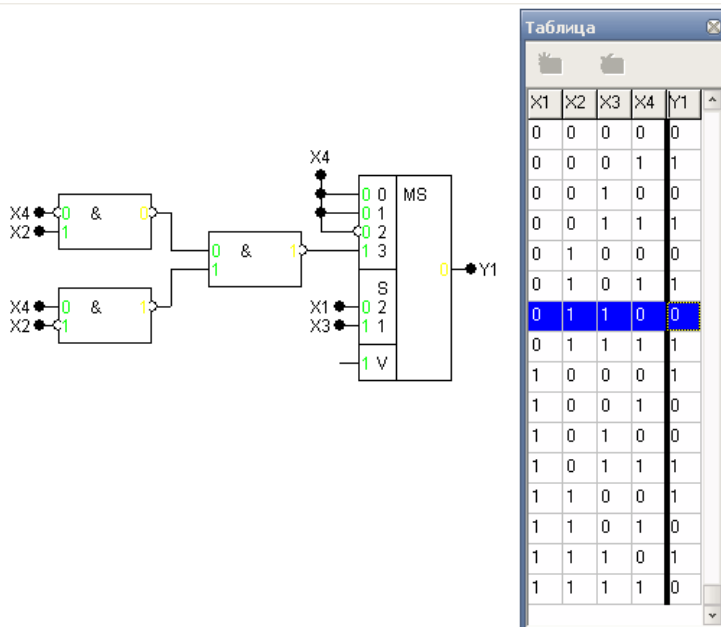 Таблица
X1 X2 X3 X4 Y1
0 0 0 0 0
0 0 0 1 1
0 0 1 0 0
0 0 1 1 1
0 1 0 0 0
0 1 0 1 1
0 1 1 0 0
0 1 1 1 1
1 0 0 0 1
1 0 0 1 0
1 0 1 0 0
1 0 1 1 1
1 1 0 0 1
1 1 0 1 0
1 1 1 0 1
1 1 1 1 0
X4
0 0 MS
0 1
0 2
1 3
X4 0 & 0
X2 1
0 & 1
1
X4 0 & 1
X2 1
S
X1 0 2
X3 1 1
1 V
0 Y1